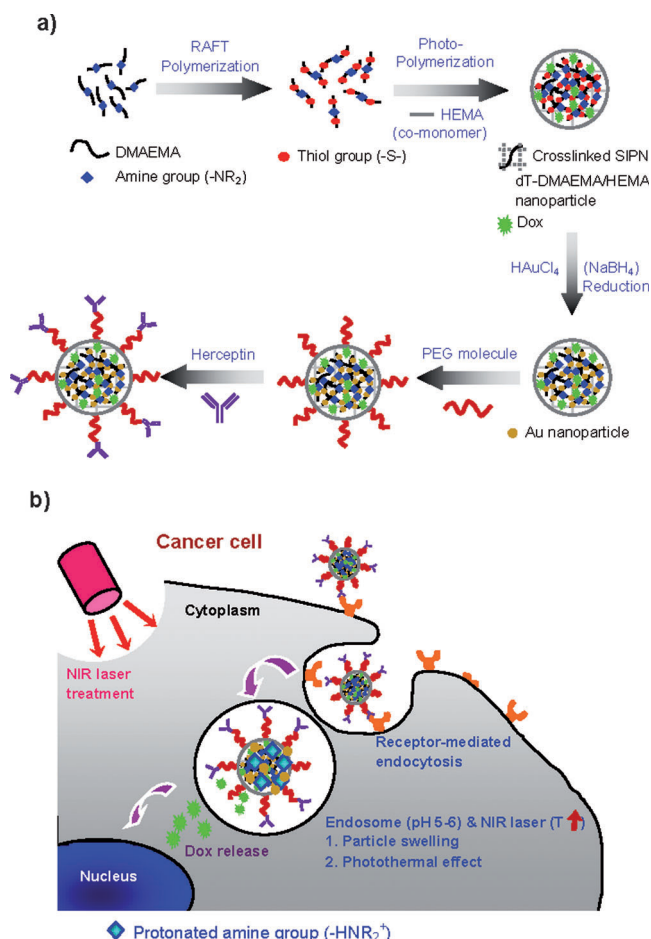 a)
RAFT
Polymerization
Photo-
Polymerization
HEMA
(co-monomer)
DMAEMA
Amine group (-NR₂)
Thiol group (-S-)
Crosslinked SIPN
dT-DMAEMA/HEMA
nanoparticle
Dox
HAuCl₄ (NaBH₄)
Reduction
Herceptin
PEG molecule
Au nanoparticle
b)
Cancer cell
Cytoplasm
NIR laser
treatment
Receptor-mediated
endocytosis
Endosome (pH 5-6) & NIR laser (T )
1. Particle swelling
2. Photothermal effect
Dox release
Nucleus
Protonated amine group (-HNR₂⁺)